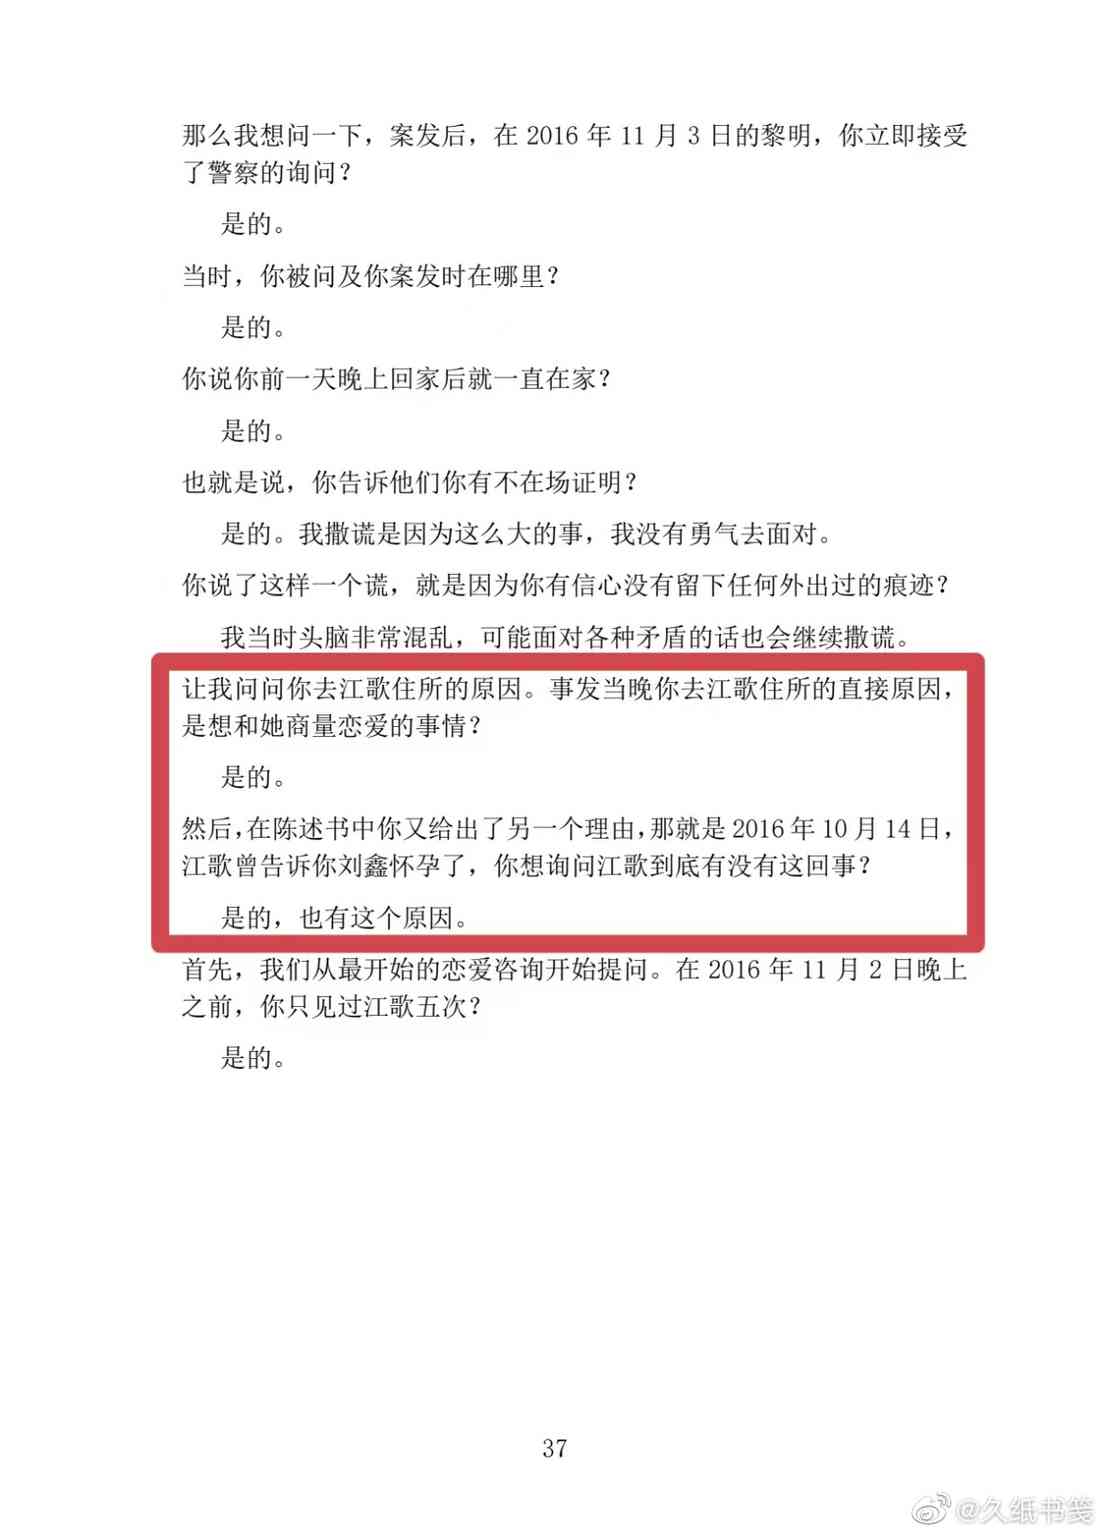 那么我想问一下，案发后，在 2016 年 11 月 3 日的黎明，你立即接受
了警察的询问？
是的。
当时，你被问及你案发时在哪里？
是的。
你说你前一天晚上回家后就一直在家？
是的。
也就是说，你告诉他们你有不在场证明？
是的。我撒谎是因为这么大的事，我没有勇气去面对。
你说了这样一个谎，就是因为你有信心没有留下任何外出过的痕迹？
我当时头脑非常混乱，可能面对各种矛盾的话也会继续撒谎。
让我问问你去江歌住所的原因。事发当晚你去江歌住所的直接原因，
是想和她商量恋爱的事情？
是的。
然后，在陈述书中你又给出了另一个理由，那就是 2016 年 10 月 14 日，
江歌曾告诉你刘鑫怀孕了，你想询问江歌到底有没有这回事？
是的，也有这个原因。
首先，我们从最开始的恋爱咨询开始提问。在 2016 年 11 月 2 日晚上
之前，你只见过江歌五次？
是的。
37
@久纸书笺